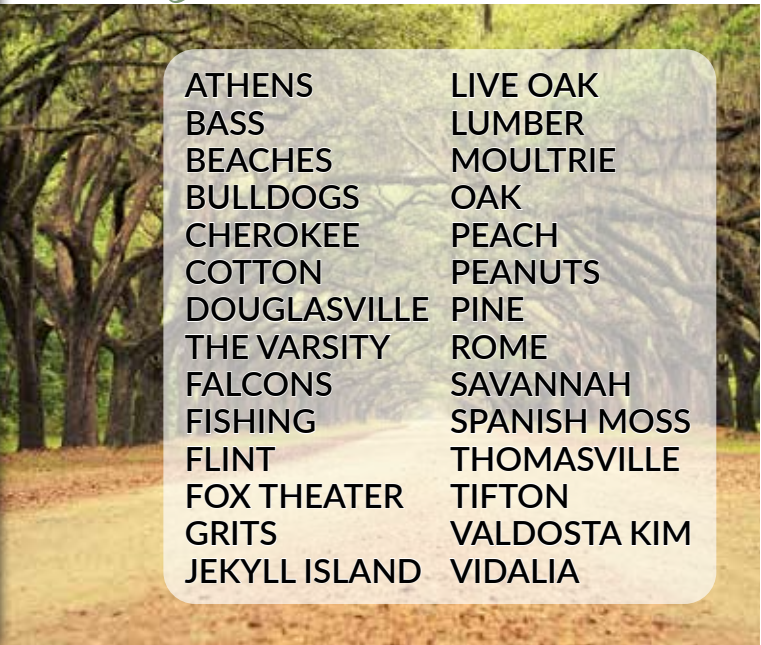 ATHENS
BASS
BEACHES
BULLDOGS
CHEROKEE
COTTON
DOUGLASVILLE
THE VARSITY
FALCONS
FISHING
FLINT
FOX THEATER
GRITS
JEKYLL ISLAND
LIVE OAK
LUMBER
MOULTRIE
OAK
PEACH
PEANUTS
PINE
ROME
SAVANNAH
SPANISH MOSS
THOMASVILLE
TIFTON
VALDOSTA KIM
VIDALIA